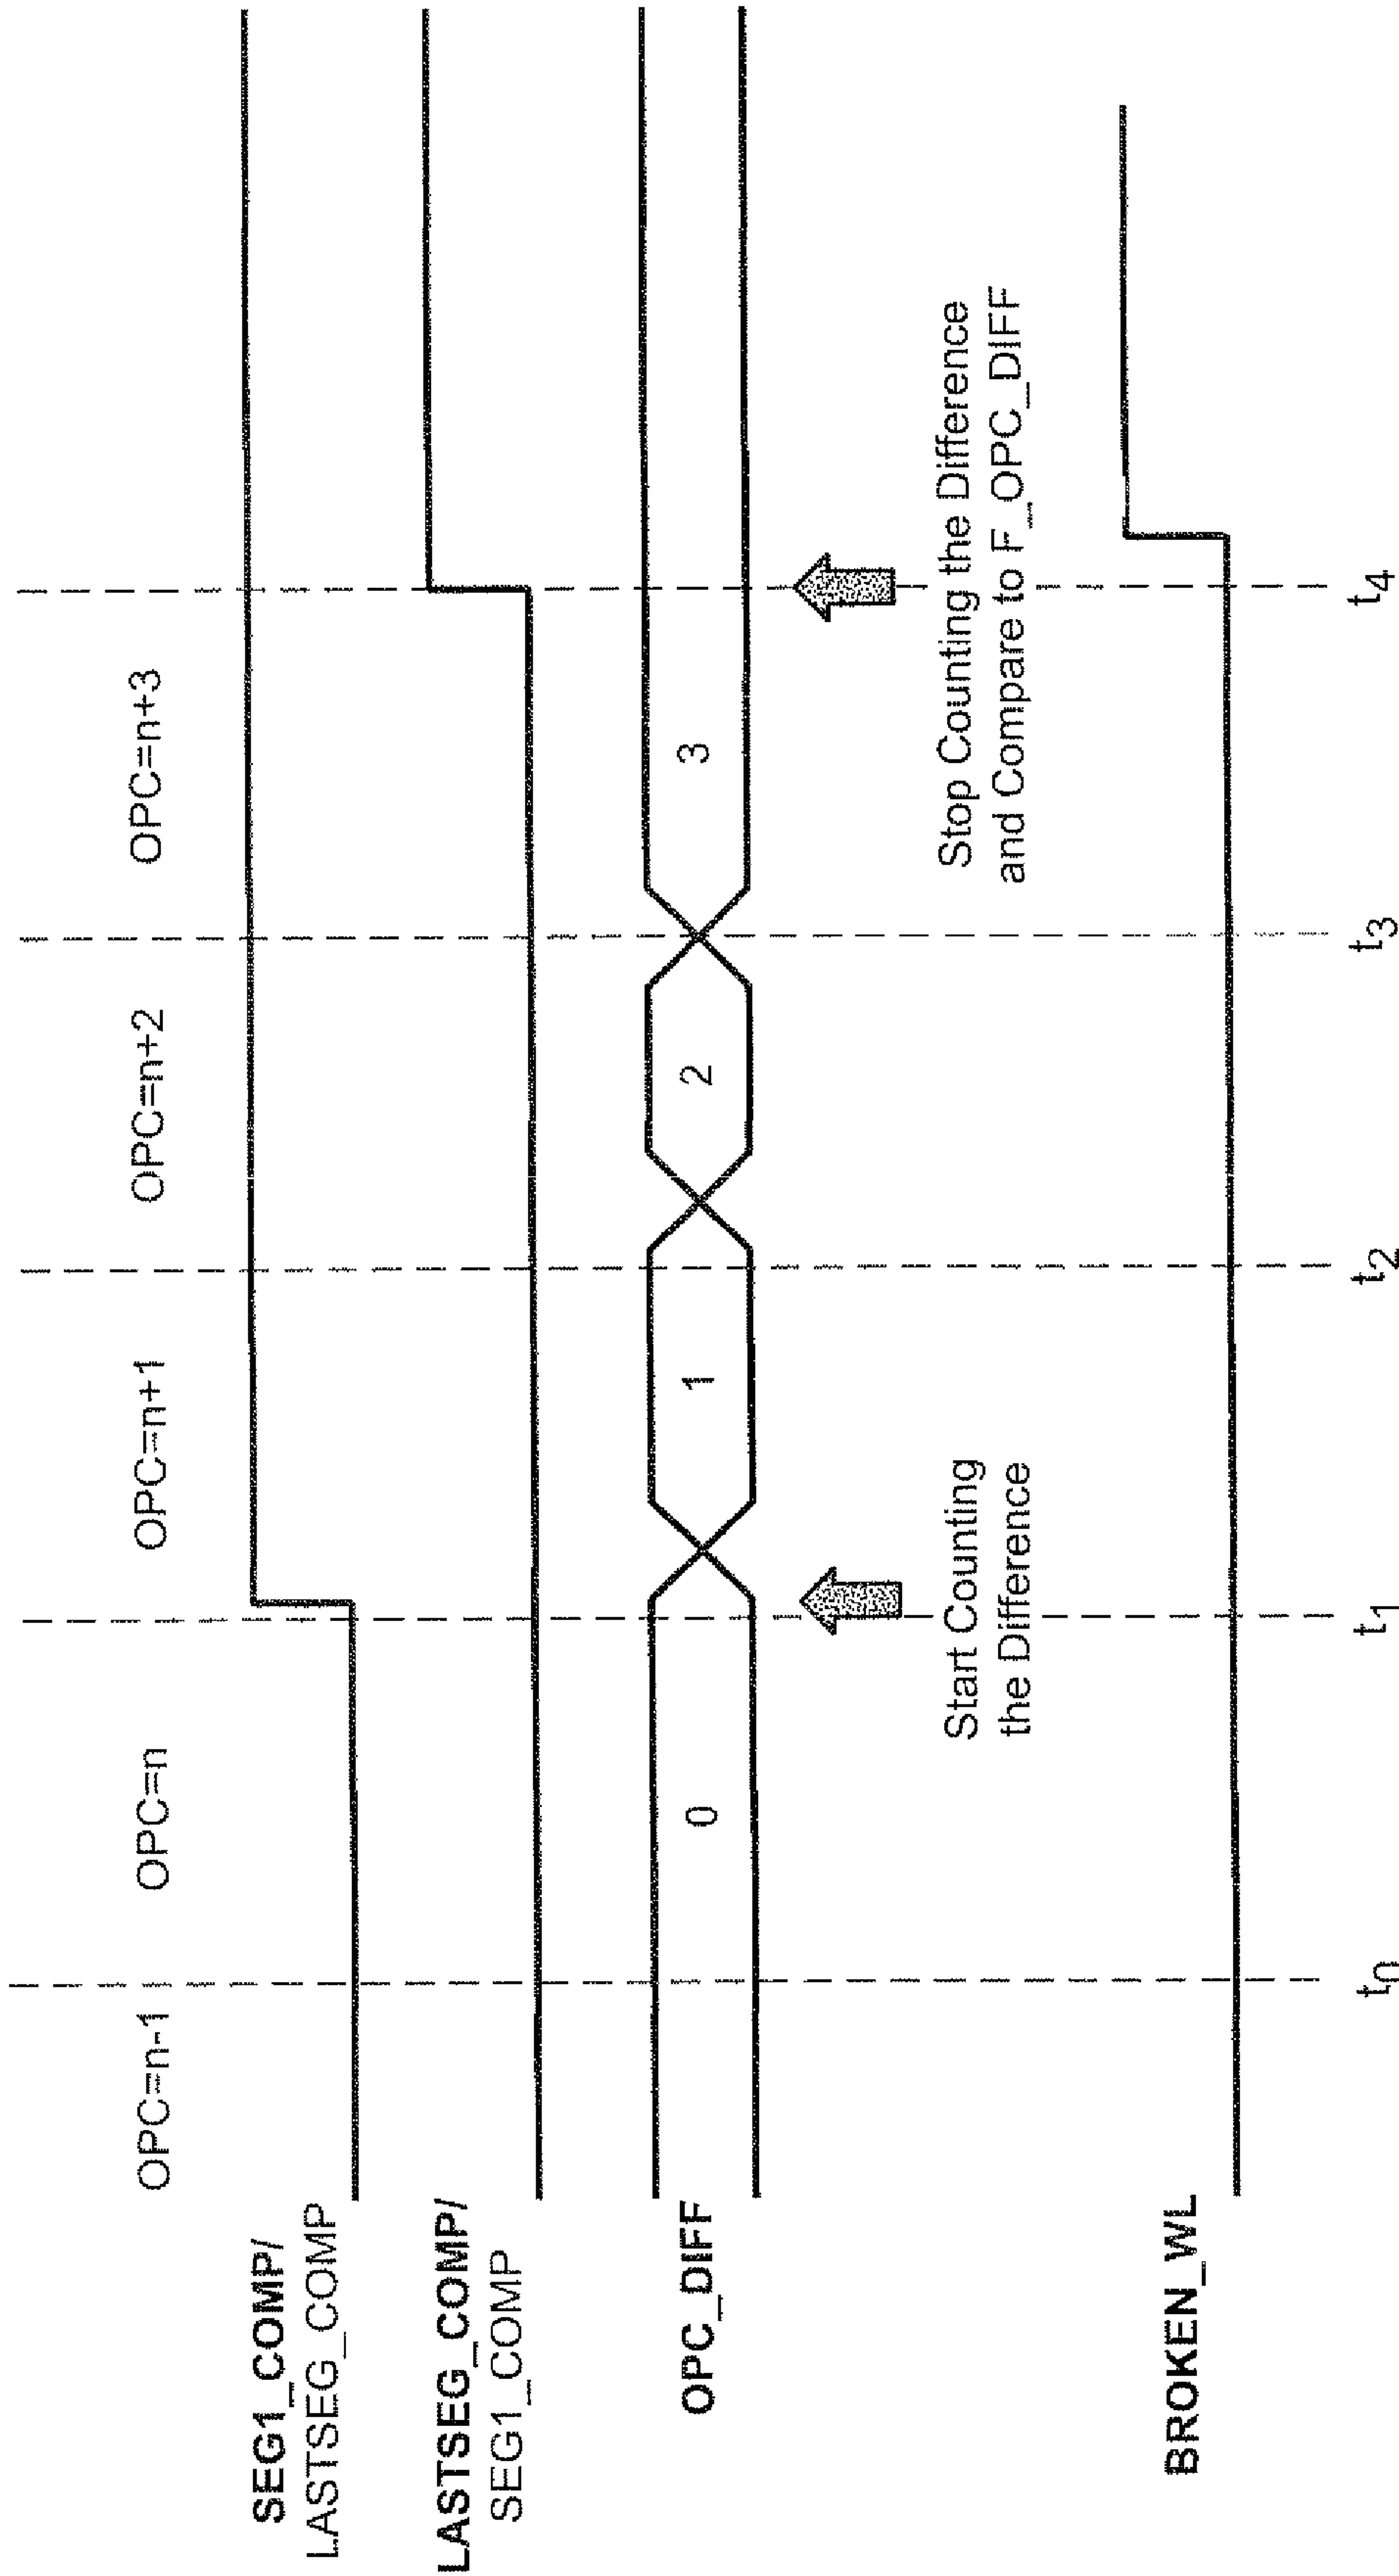 OPC=n-1
OPC=n
OPC=n+1
OPC=n+2
OPC=n+3
SEG1_COMP/
LASTSEG_COMP
LASTSEG_COMP/
SEG1_COMP
OPC_DIFF
0
1
2
3
Start Counting
the Difference
Stop Counting the Difference
and Compare to F_OPC_DIFF
BROKEN_WL
t0
t1
t2
t3
t4